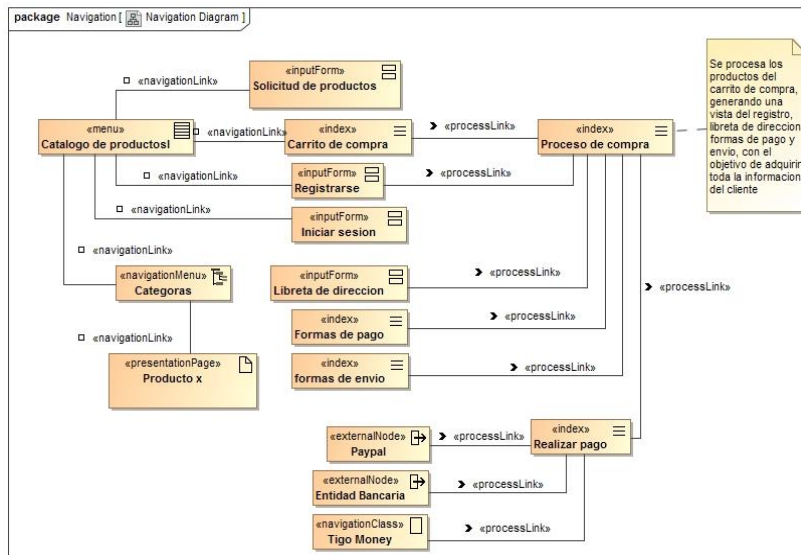 package Navigation [ Navigation Diagram ]
«inputForm»
Solicitud de productos
«navigationLink»
«menu»
Catalogo de productosl
«navigationLink»
«index»
Carrito de compra
«processLink»
«index»
Proceso de compra
Se procesa los
productos del
carrito de compra,
generando una
vista del registro,
libreta de direccion
formas de pago y
envio, con el
objetivo de adquirir
toda la informacion
del cliente
«navigationLink»
«inputForm»
Registrarse
«processLink»
«navigationLink»
«inputForm»
Iniciar sesion
«navigationLink»
«navigationMenu»
Categoras
«inputForm»
Libreta de direccion
«processLink»
«processLink»
«navigationLink»
«index»
Formas de pago
«processLink»
«presentationPage»
Producto x
«index»
formas de envio
«processLink»
«index»
Realizar pago
«externalNode»
Paypal
«processLink»
«externalNode»
Entidad Bancaria
«processLink»
«navigationClass»
Tigo Money
«processLink»